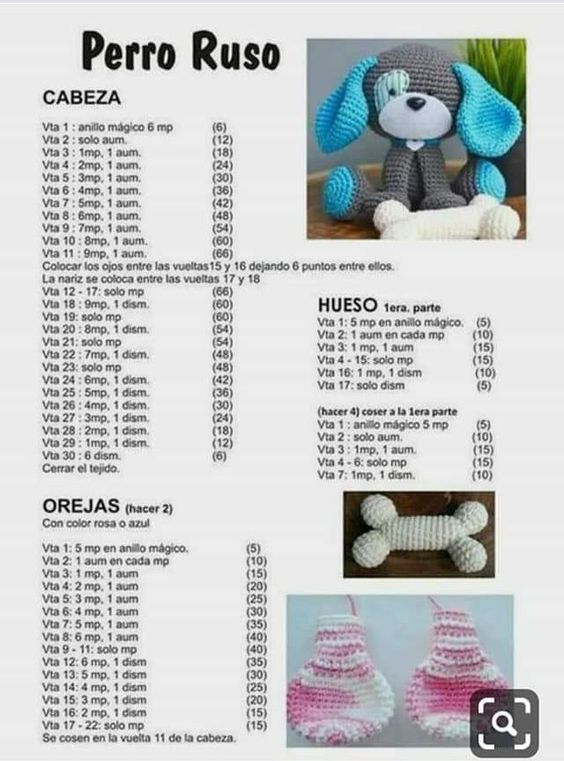 Perro Ruso
CABEZA
Vta 1 : anillo mágico 6 mp (6)
Vta 2 : solo aum. (12)
Vta 3 : 1mp, 1 aum. (18)
Vta 4 : 2mp, 1 aum. (24)
Vta 5 : 3mp, 1 aum. (30)
Vta 6 : 4mp, 1 aum. (36)
Vta 7 : 5mp, 1 aum. (42)
Vta 8 : 6mp, 1 aum. (48)
Vta 9 : 7mp, 1 aum. (54)
Vta 10 : 8mp, 1 aum. (60)
Vta 11 : 9mp, 1 aum. (66)
Colocar los ojos entre las vueltas15 y 16 dejando 6 puntos entre ellos.
La nariz se coloca entre las vueltas 17 y 18
Vta 12 - 17: solo mp (66)
Vta 18 : 9mp, 1 dism. (60)
Vta 19: solo mp (60)
Vta 20 : 8mp, 1 dism. (54)
Vta 21: solo mp (54)
Vta 22 : 7mp, 1 dism. (48)
Vta 23: solo mp (48)
Vta 24 : 6mp, 1 dism. (42)
Vta 25 : 5mp, 1 dism. (36)
Vta 26 : 4mp, 1 dism. (30)
Vta 27 : 3mp, 1 dism. (24)
Vta 28 : 2mp, 1 dism. (18)
Vta 29 : 1mp, 1 dism. (12)
Vta 30 : 6 dism. (6)
Cerrar el tejido.
HUESO 1era. parte
Vta 1: 5 mp en anillo mágico. (5)
Vta 2: 1 aum en cada mp (10)
Vta 3: 1 mp, 1 aum (15)
Vta 4 - 15: solo mp (15)
Vta 16: 1 mp, 1 dism (10)
Vta 17: solo dism (5)
(hacer 4) coser a la 1era parte
Vta 1 : anillo mágico 5 mp (5)
Vta 2 : solo aum. (10)
Vta 3 : 1mp, 1 aum. (15)
Vta 4 - 6: solo mp (15)
Vta 7: 1mp, 1 dism. (10)
OREJAS (hacer 2)
Con color rosa o azul
Vta 1: 5 mp en anillo mágico. (5)
Vta 2: 1 aum en cada mp (10)
Vta 3: 1 mp, 1 aum (15)
Vta 4: 2 mp, 1 aum (20)
Vta 5: 3 mp, 1 aum (25)
Vta 6: 4 mp, 1 aum (30)
Vta 7: 5 mp, 1 aum (35)
Vta 8: 6 mp, 1 aum (40)
Vta 9 - 11: solo mp (40)
Vta 12: 6 mp, 1 dism (35)
Vta 13: 5 mp, 1 dism (30)
Vta 14: 4 mp, 1 dism (25)
Vta 15: 3 mp, 1 dism (20)
Vta 16: 2 mp, 1 dism (15)
Vta 17 - 22: solo mp (15)
Se cosen en la vuelta 11 de la cabeza.